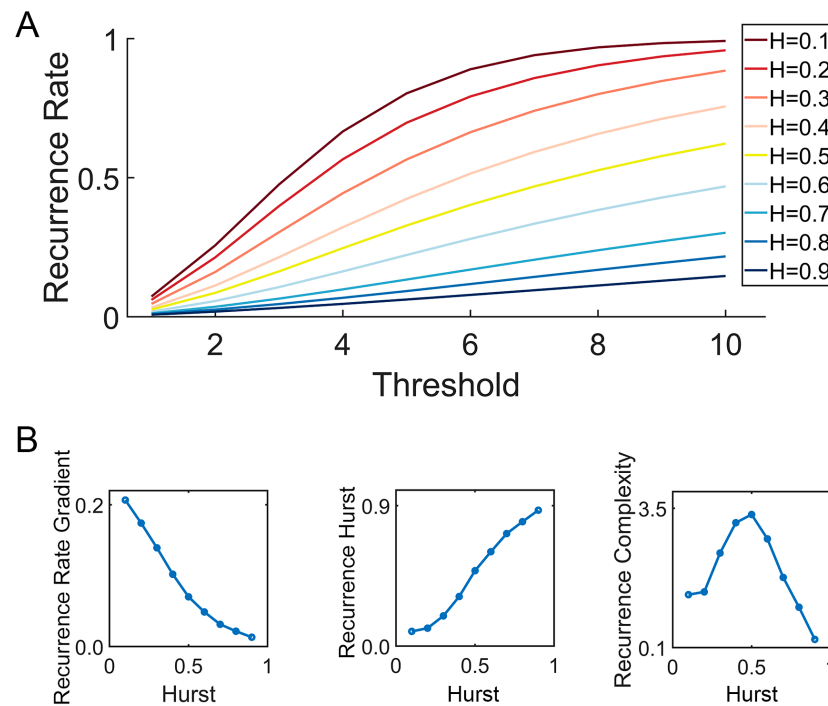 A
Recurrence Rate
1
0.5
0
2 4 6 8 10
Threshold
H=0.1
H=0.2
H=0.3
H=0.4
H=0.5
H=0.6
H=0.7
H=0.8
H=0.9
B
Recurrence Rate Gradient
0.2
0.0
0 0.5 1
Hurst
Recurrence Hurst
0.9
0.0
0 0.5 1
Hurst
Recurrence Complexity
3.5
0.1
0 0.5 1
Hurst